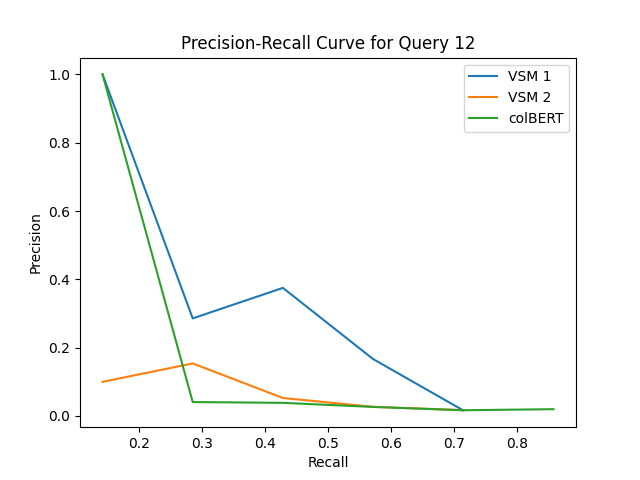 Precision-Recall Curve for Query 12
VSM 1
VSM 2
colBERT
Precision
1.0
0.8
0.6
0.4
0.2
0.0
0.2 0.3 0.4 0.5 0.6 0.7 0.8
Recall